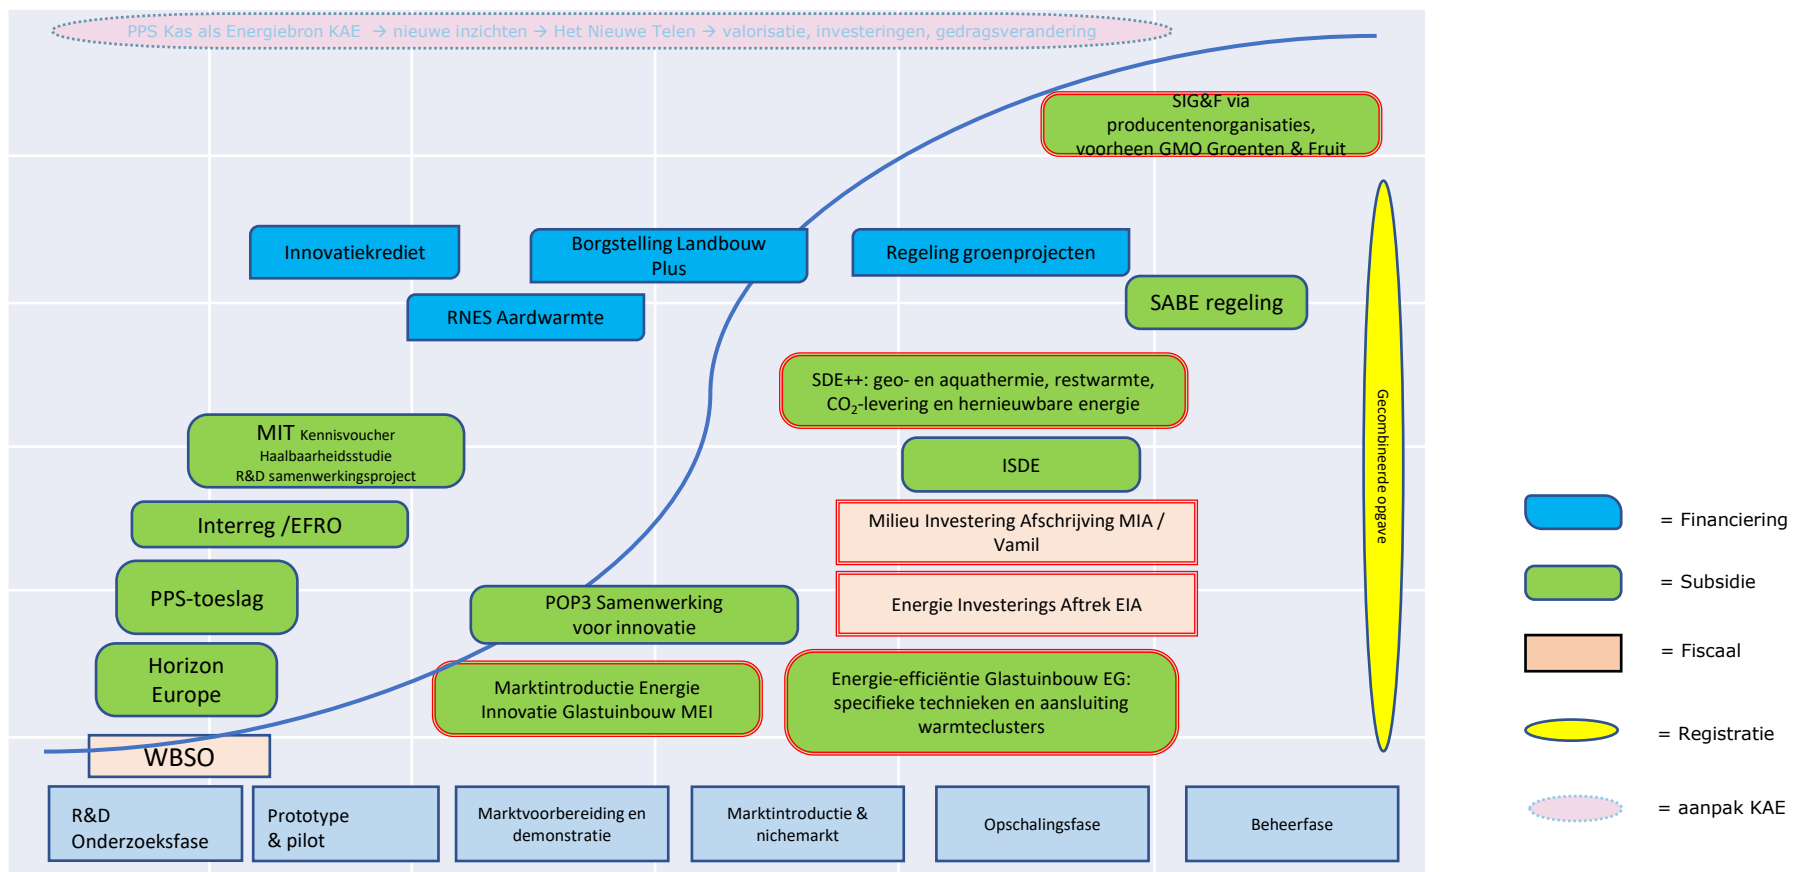 PPS Kas als Energiebron KAE → nieuwe inzichten → Het Nieuwe Telen → valorisatie, investeringen, gedragsverandering
SIG&F via
producentenorganisaties,
voorheen GMO Groenten & Fruit
Innovatiekrediet
Borgstelling Landbouw
Plus
Regeling groenprojecten
RNES Aardwarmte
SABE regeling
SDE++: geo- en aquathermie, restwarmte,
CO₂-levering en hernieuwbare energie
MIT Kennisvoucher
Haalbaarheidsstudie
R&D samenwerkingsproject
ISDE
Interreg /EFRO
Milieu Investering Afschrijving MIA /
Vamil
PPS-toeslag
POP3 Samenwerking
voor innovatie
Energie Investerings Aftrek EIA
Horizon
Europe
Marktintroductie Energie
Innovatie Glastuinbouw MEI
Energie-efficiëntie Glastuinbouw EG:
specifieke technieken en aansluiting
warmteclusters
WBSO
Gecombineerde opgave
R&D
Onderzoeksfase
Prototype
& pilot
Marktvoorbereiding en
demonstratie
Marktintroductie &
nichemarkt
Opschalingsfase
Beheerfase
= Financiering
= Subsidie
= Fiscaal
= Registratie
= aanpak KAE